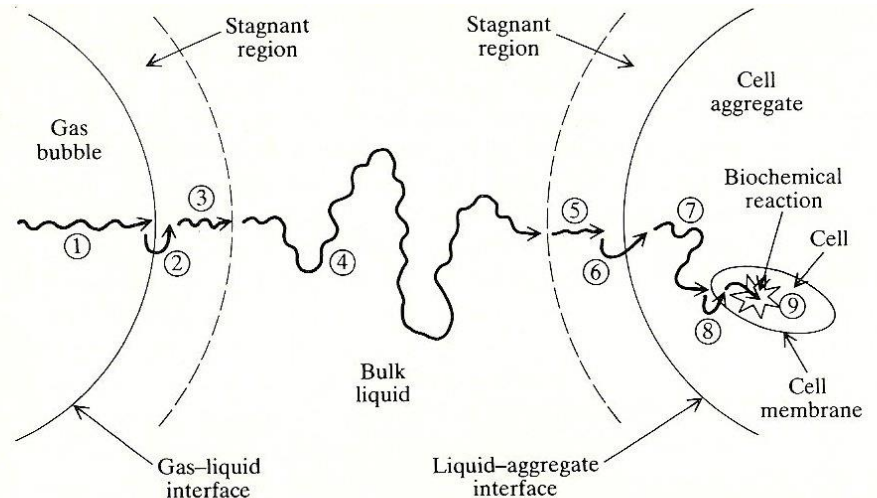 Stagnant
region
Stagnant
region
Cell
aggregate
Gas
bubble
Biochemical
reaction
Cell
①
②
③
④
⑤
⑥
⑦
⑧
⑨
Bulk
liquid
Cell
membrane
Gas–liquid
interface
Liquid–aggregate
interface